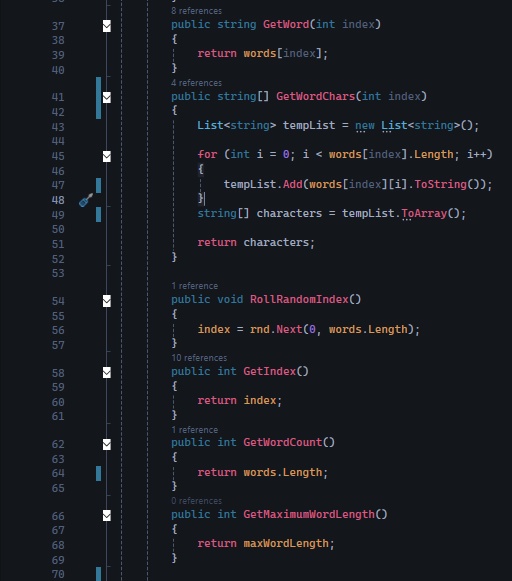 36
8 references
37 public string GetWord(int index)
38 {
39 return words[index];
40 }
4 references
41 public string[] GetWordChars(int index)
42 {
43 List<string> tempList = new List<string>();
44
45 for (int i = 0; i < words[index].Length; i++)
46 {
47 tempList.Add(words[index][i].ToString());
48 }
49 string[] characters = tempList.ToArray();
50
51 return characters;
52 }
53
1 reference
54 public void RollRandomIndex()
55 {
56 index = rnd.Next(0, words.Length);
57 }
10 references
58 public int GetIndex()
59 {
60 return index;
61 }
1 reference
62 public int GetWordCount()
63 {
64 return words.Length;
65 }
0 references
66 public int GetMaximumWordLength()
67 {
68 return maxWordLength;
69 }
70